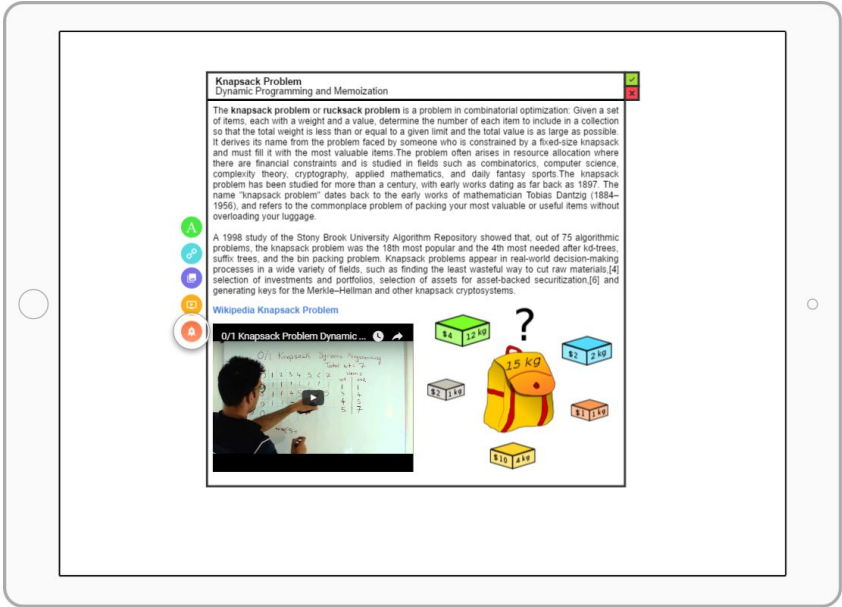 Knapsack Problem
Dynamic Programming and Memoization
The knapsack problem or rucksack problem is a problem in combinatorial optimization: Given a set
of items, each with a weight and a value, determine the number of each item to include in a collection
so that the total weight is less than or equal to a given limit and the total value is as large as possible.
It derives its name from the problem faced by someone who is constrained by a fixed-size knapsack
and must fill it with the most valuable items.The problem often arises in resource allocation where
there are financial constraints and is studied in fields such as combinatorics, computer science,
complexity theory, cryptography, applied mathematics, and daily fantasy sports.The knapsack
problem has been studied for more than a century, with early works dating as far back as 1897. The
name "knapsack problem" dates back to the early works of mathematician Tobias Dantzig (1884–
1956), and refers to the commonplace problem of packing your most valuable or useful items without
overloading your luggage.
A 1998 study of the Stony Brook University Algorithm Repository showed that, out of 75 algorithmic
problems, the knapsack problem was the 18th most popular and the 4th most needed after kd-trees,
suffix trees, and the bin packing problem. Knapsack problems appear in real-world decision-making
processes in a wide variety of fields, such as finding the least wasteful way to cut raw materials,[4]
selection of investments and portfolios, selection of assets for asset-backed securitization,[6] and
generating keys for the Merkle–Hellman and other knapsack cryptosystems.
A
Wikipedia Knapsack Problem
0/1 Knapsack Problem Dynamic ...
0/1 Knapsack Dynamic Programming
Total wt- 7
?
$4 12 kg
$2 2 kg
15 kg
$2 1 kg
$1 1 kg
$10 4 kg